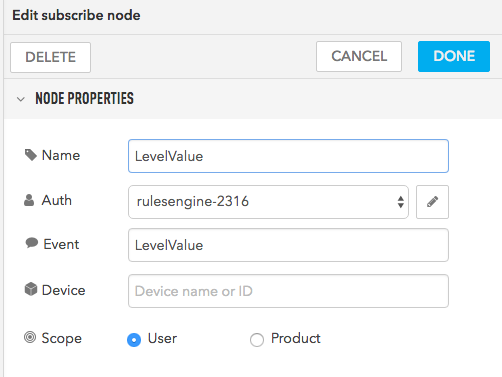 Edit subscribe node
DELETE CANCEL DONE
NODE PROPERTIES
Name LevelValue
Auth rulesengine-2316
Event LevelValue
Device Device name or ID
Scope User Product